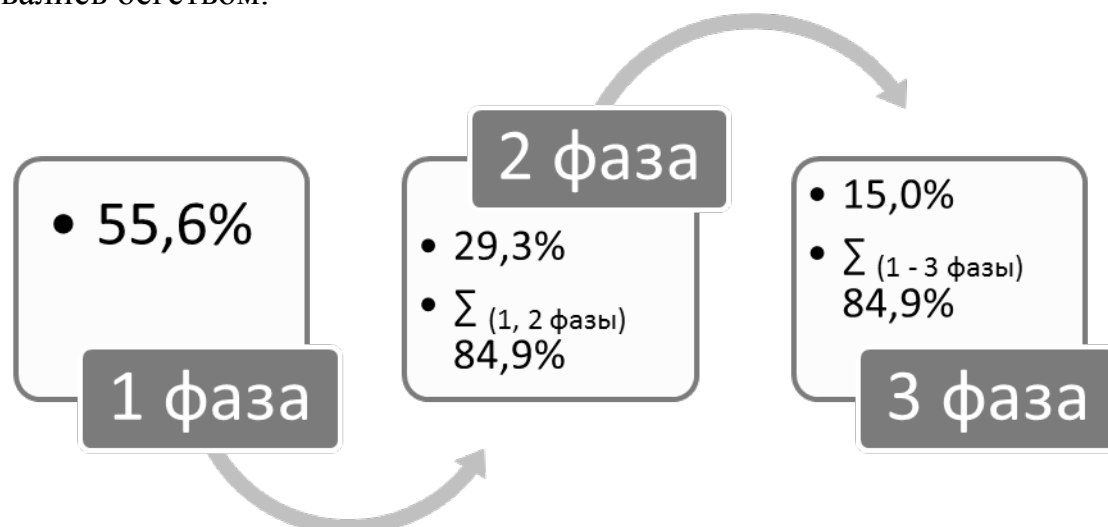 • 55,6%
1 фаза
2 фаза
• 29,3%
• ∑ (1, 2 фазы)
84,9%
• 15,0%
• ∑ (1 - 3 фазы)
84,9%
3 фаза